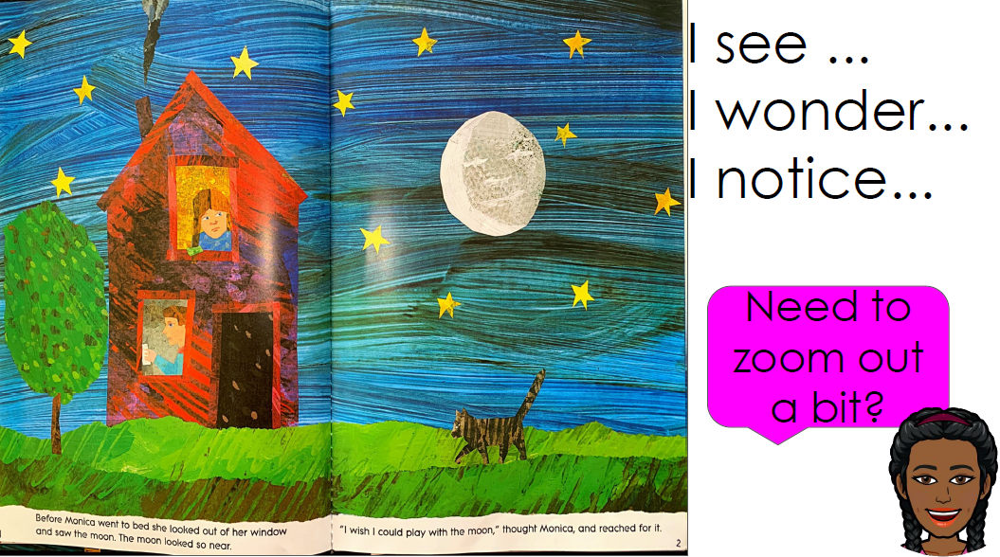 Before Monica went to bed she looked out of her window
and saw the moon. The moon looked so near.
"I wish I could play with the moon," thought Monica, and reached for it.
2
I see ...
I wonder...
I notice...
Need to
zoom out
a bit?